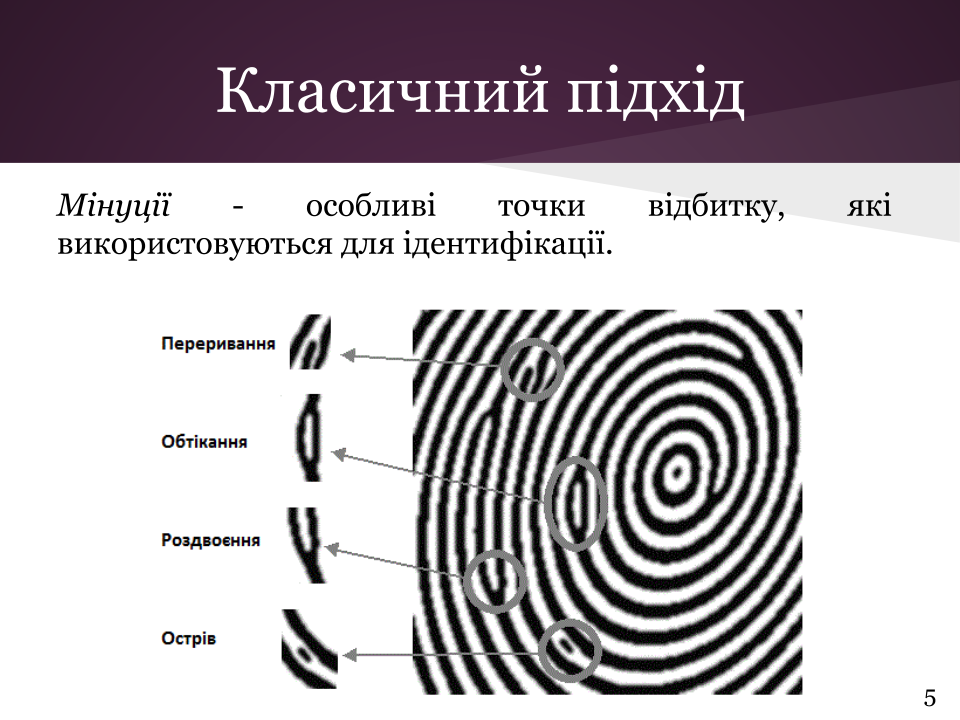 Класичний підхід
Мінуції - особливі точки відбитку, які
використовуються для ідентифікації.
Переривання
Обтікання
Роздвоєння
Острів
5